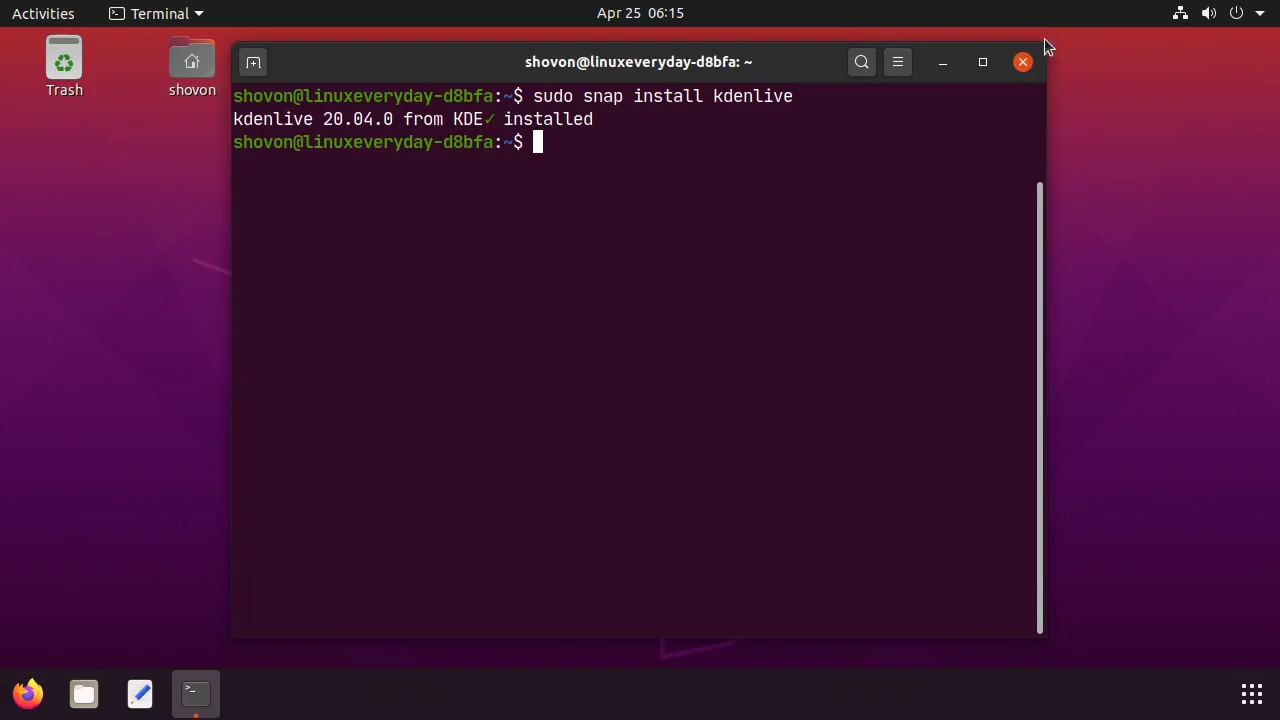 Activities
Terminal
Apr 25 06:15
Trash
shovon
shovon@linuxeveryday-d8bfa: ~
shovon@linuxeveryday-d8bfa:~$ sudo snap install kdenlive
kdenlive 20.04.0 from KDE✓ installed
shovon@linuxeveryday-d8bfa:~$